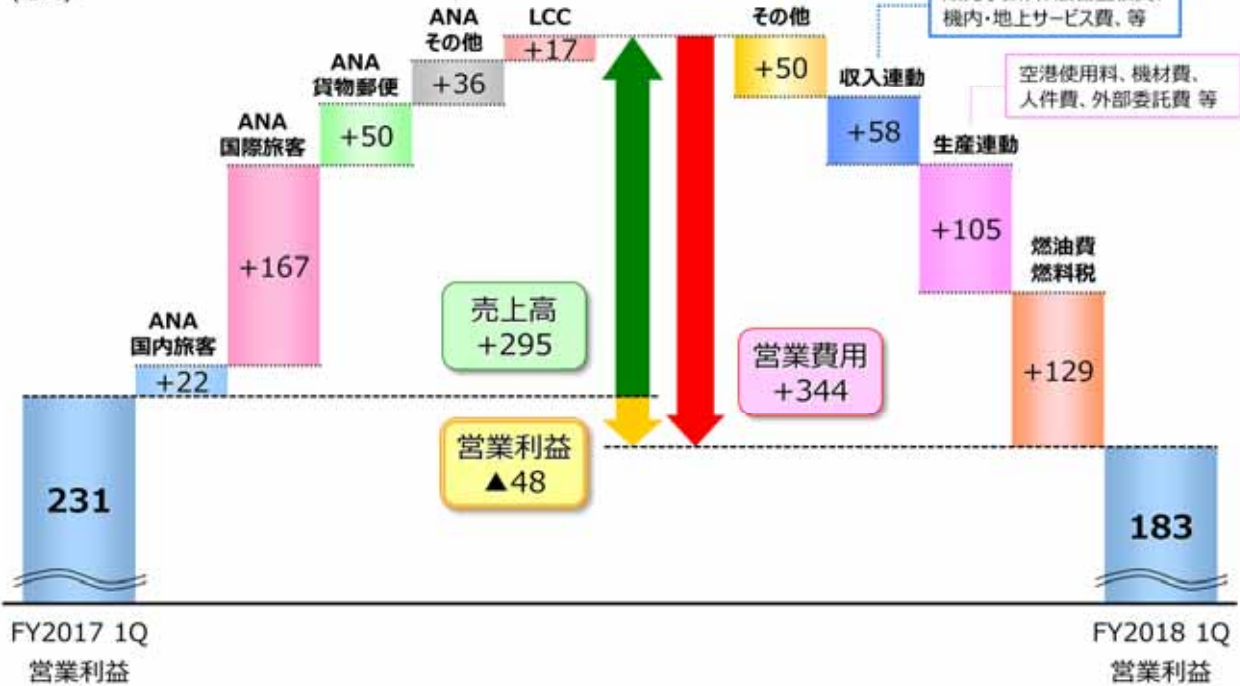 ANA
その他
LCC
+17
その他
機内・地上サービス費、等
ANA
貨物郵便
+36
+50
収入連動
空港使用料、機材費、
人件費、外部委託費 等
ANA
国際旅客
+50
+58
生産連動
+167
+105
燃油費
燃料税
売上高
+295
ANA
国内旅客
営業費用
+344
+22
+129
営業利益
▲48
231
183
FY2017 1Q
営業利益
FY2018 1Q
営業利益